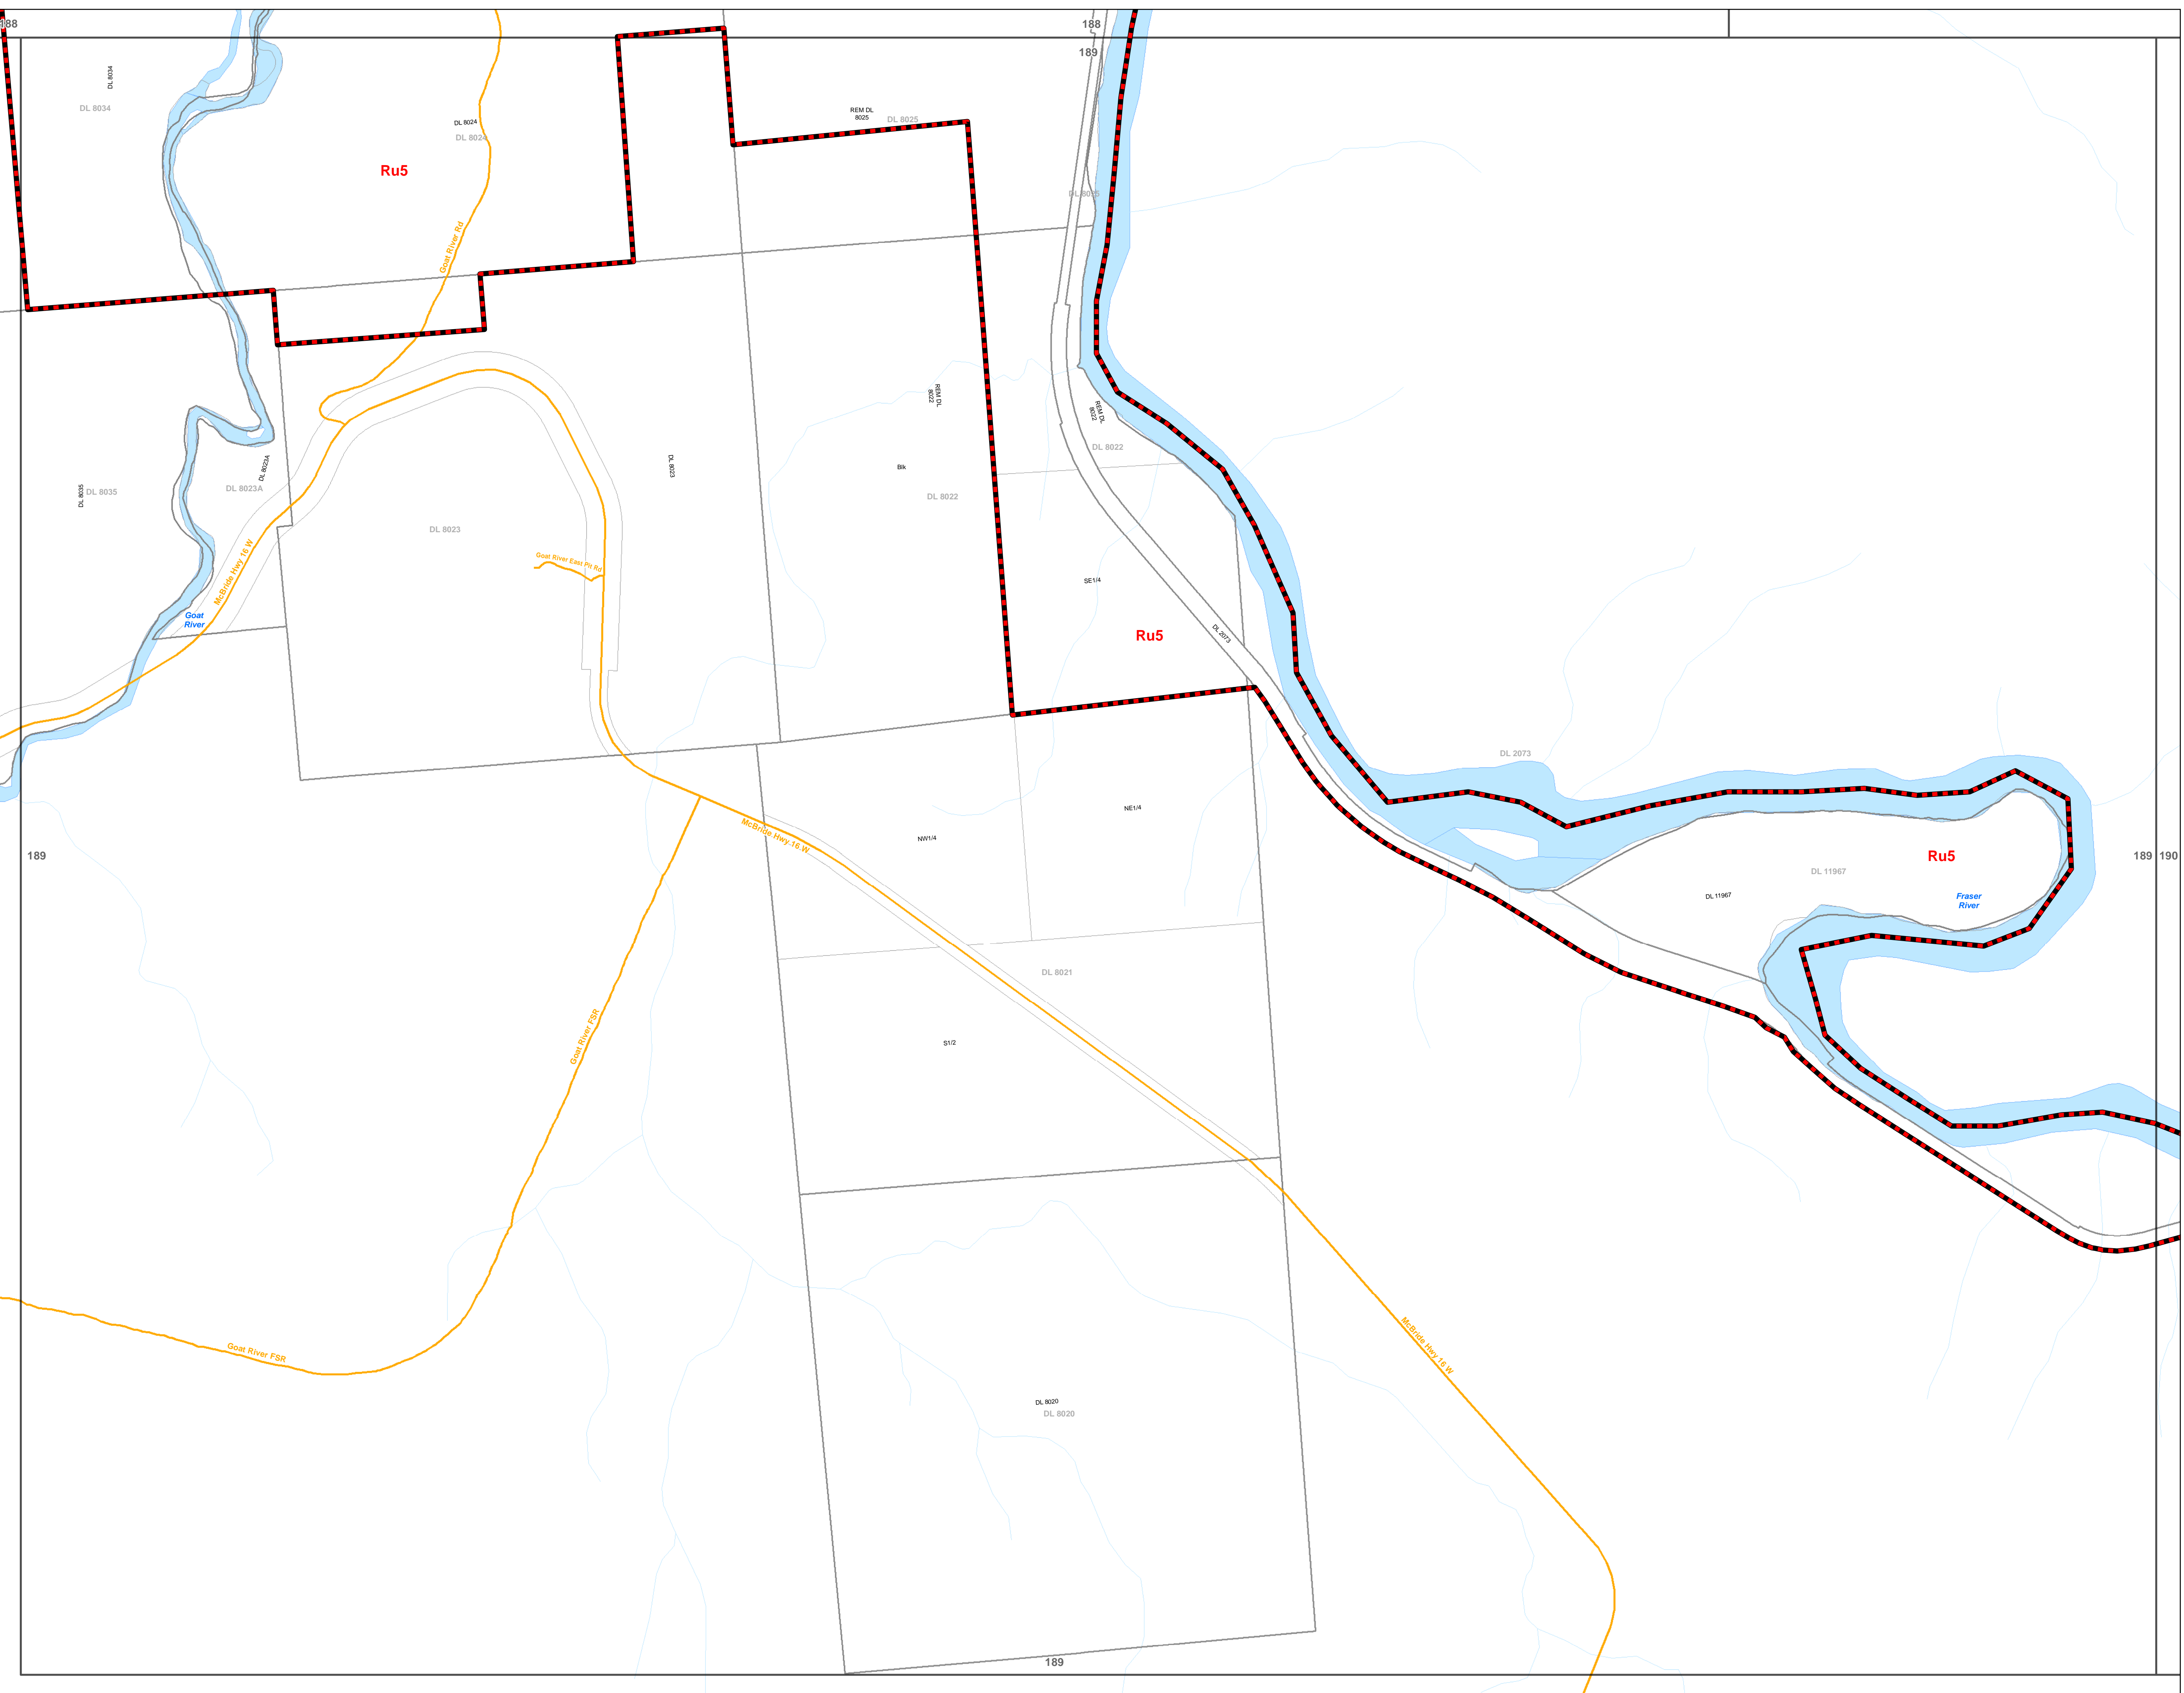 188
188
189
DL 8034
DL 8034
DL 8024
DL 8024
REM DL
8025
DL 8025
Ru5
DL 8025
Goat River Rd
REM DL
8022
REM DL
8022
DL 8022
DL 8023A
DL 8023
Blk
DL 8035
DL 8035
DL 8023A
DL 8022
DL 8023
Goat River East Pit Rd
McBride Hwy 16 W
SE1/4
Goat
River
Ru5
DL 2073
DL 2073
NE1/4
McBride Hwy 16 W
NW1/4
189
Ru5
189
190
DL 11967
DL 11967
Fraser
River
DL 8021
Goat River FSR
S1/2
McBride Hwy 16 W
Goat River FSR
DL 8020
DL 8020
189